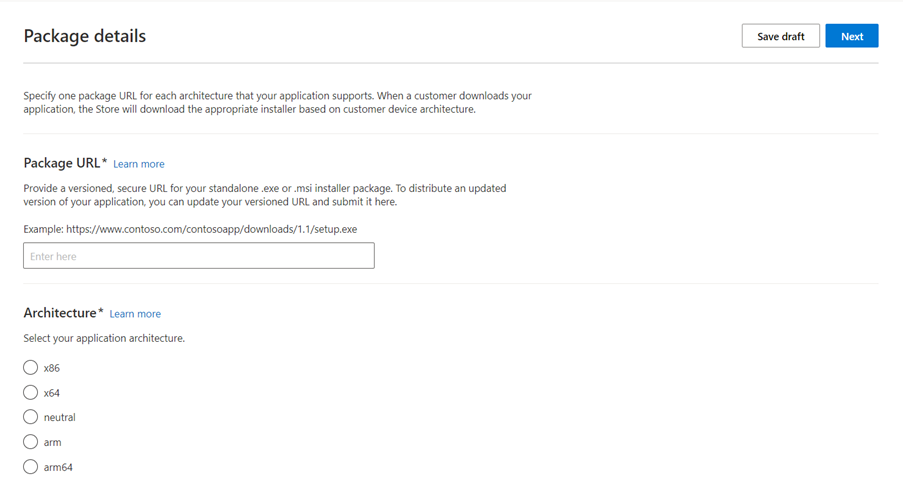 Package details
Save draft
Next
Specify one package URL for each architecture that your application supports. When a customer downloads your
application, the Store will download the appropriate installer based on customer device architecture.
Package URL* Learn more
Provide a versioned, secure URL for your standalone .exe or .msi installer package. To distribute an updated
version of your application, you can update your versioned URL and submit it here.
Example: https://www.contoso.com/contosoapp/downloads/1.1/setup.exe
Enter here
Architecture* Learn more
Select your application architecture.
x86
x64
neutral
arm
arm64